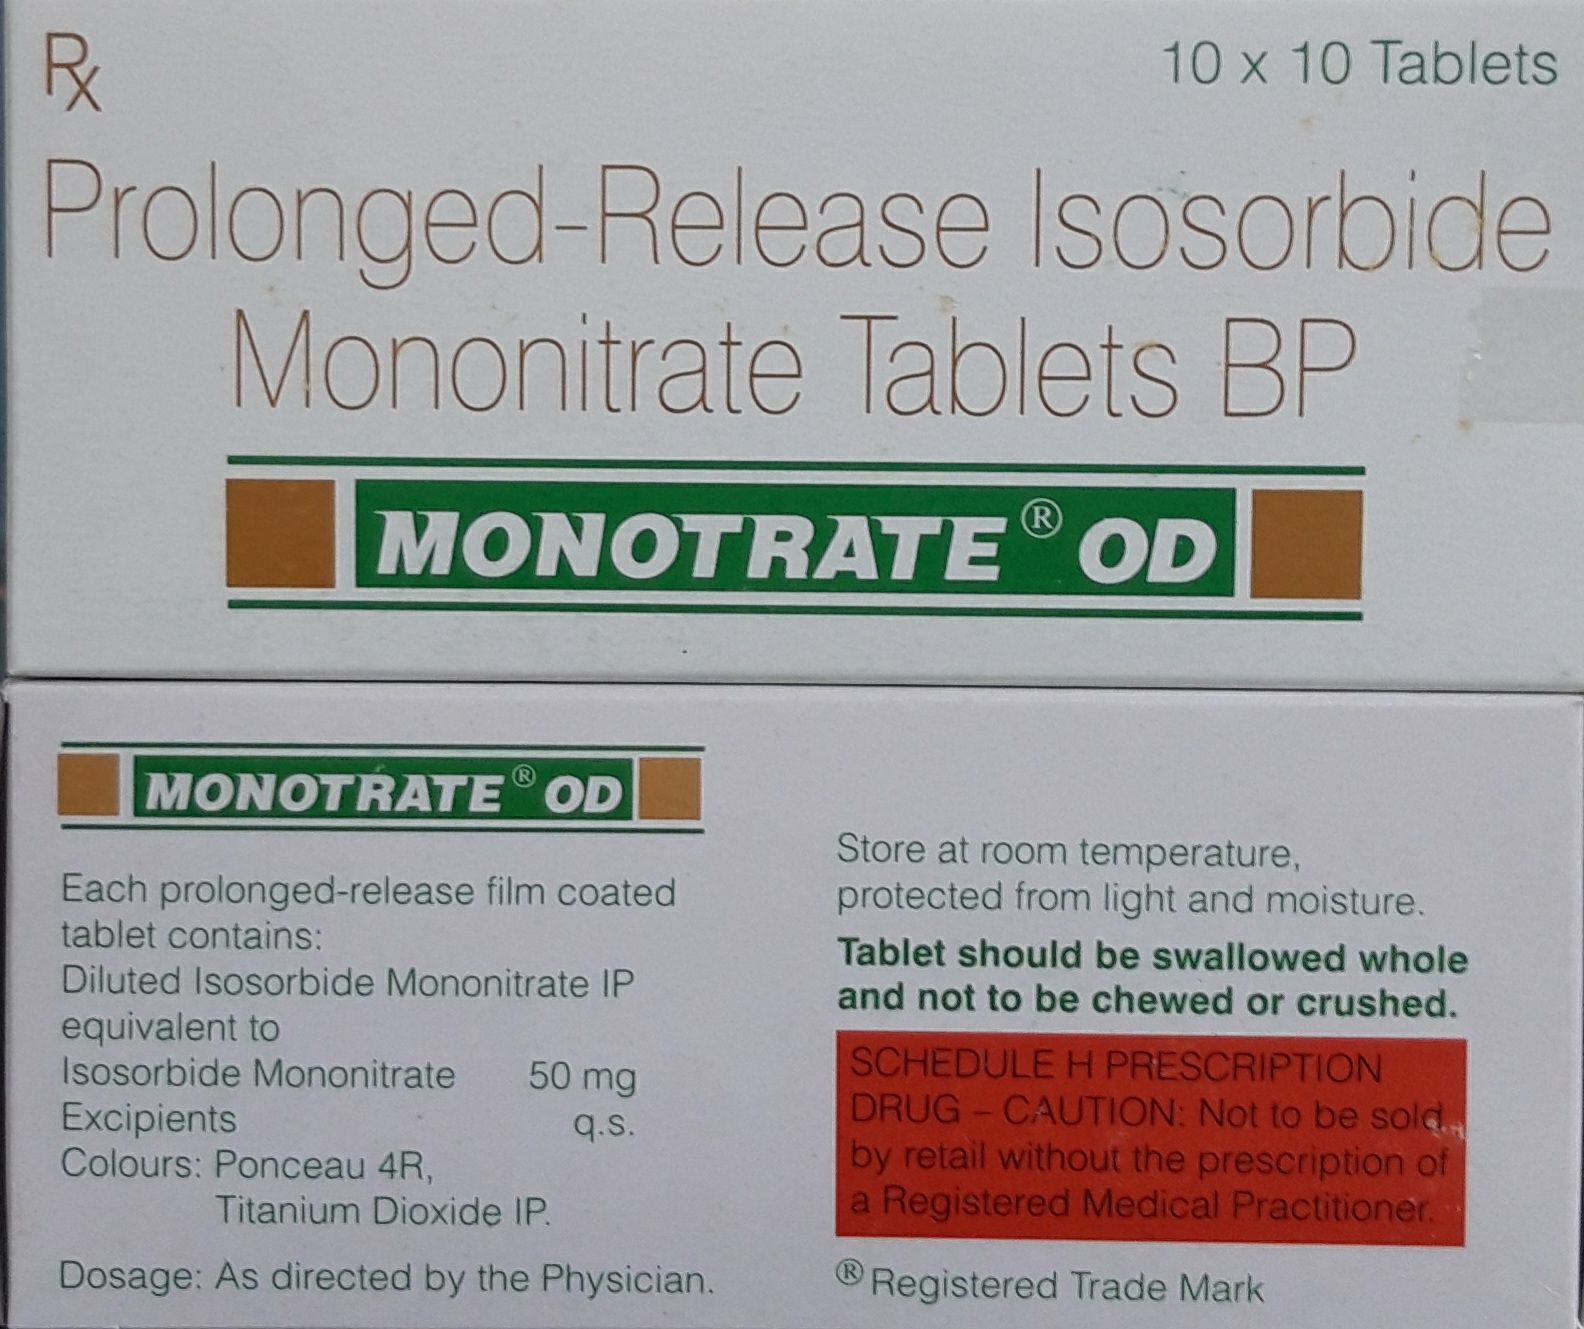 Rx
10 x 10 Tablets
Prolonged-Release Isosorbide
Mononitrate Tablets BP
MONOTRATE® OD
MONOTRATE® OD
Each prolonged-release film coated
tablet contains:
Diluted Isosorbide Mononitrate IP
equivalent to
Isosorbide Mononitrate 50 mg
Excipients q.s.
Colours: Ponceau 4R,
Titanium Dioxide IP.
Dosage: As directed by the Physician.
Store at room temperature,
protected from light and moisture.
Tablet should be swallowed whole
and not to be chewed or crushed.
SCHEDULE H PRESCRIPTION
DRUG – CAUTION: Not to be sold
by retail without the prescription of
a Registered Medical Practitioner.
® Registered Trade Mark